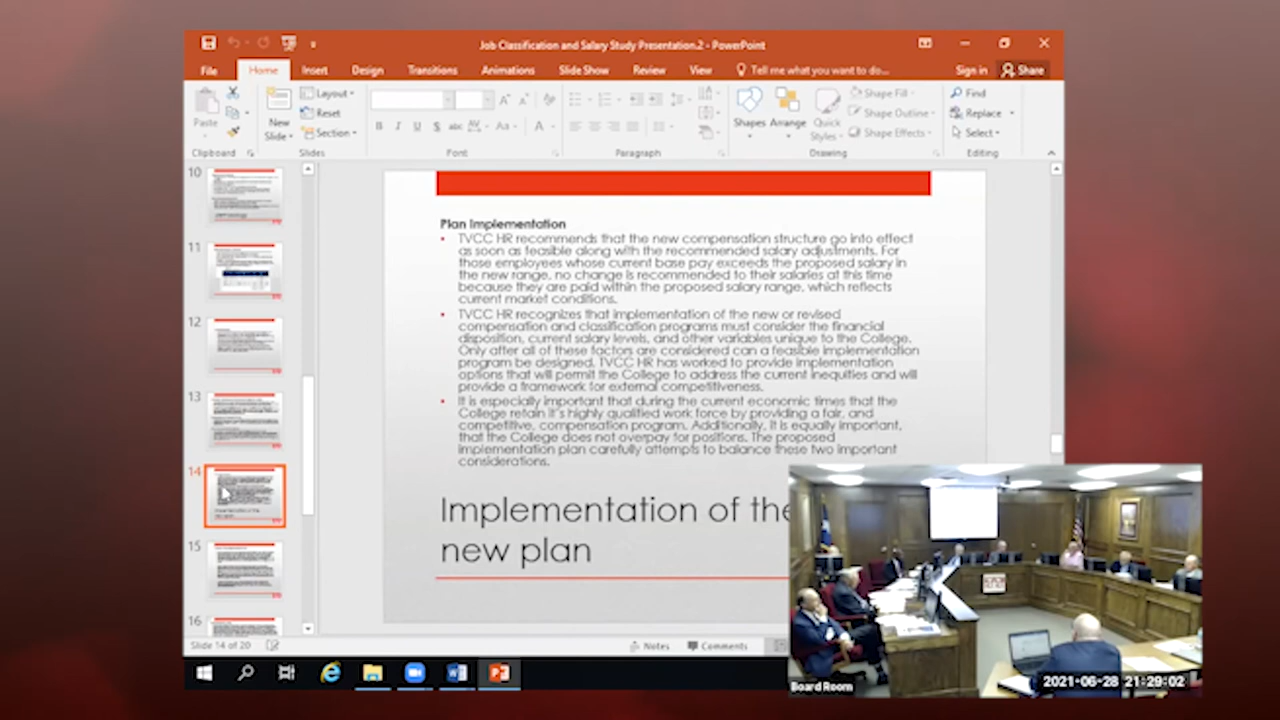 Job Classification and Salary Study Presentation.2 - PowerPoint
File Home Insert Design Transitions Animations Slide Show Review View Tell me what you want to do... Sign in Share
Paste
New
Slide
Layout
Reset
Section
Shapes Arrange Quick
Styles
Shape Fill
Shape Outline
Shape Effects
Find
Replace
Select
Clipboard Slides Font Paragraph Drawing Editing
10
11
12
13
14
15
16
Plan Implementation
• TVCC HR recommends that the new compensation structure go into effect
as soon as feasible along with the recommended salary adjustments. For
those employees whose current base pay exceeds the proposed salary in
the new range, no change is recommended to their salaries at this time
because they are paid within the proposed salary range, which reflects
current market conditions.
• TVCC HR recognizes that implementation of the new or revised
compensation and classification programs must consider the financial
disposition, current salary levels, and other variables unique to the College.
Only after all of these factors are considered can a feasible implementation
program be designed. TVCC HR has worked to provide implementation
options that will permit the College to address the current inequities and will
provide a framework for external competitiveness.
• It is especially important that during the current economic times that the
College retain it's highly qualified work force by providing a fair, and
competitive, compensation program. Additionally, it is equally important,
that the College does not overpay for positions. The proposed
implementation plan carefully attempts to balance these two important
considerations.
Implementation of the
new plan
Slide 14 of 20
Notes Comments
Board Room
2021-06-28 21:29:02